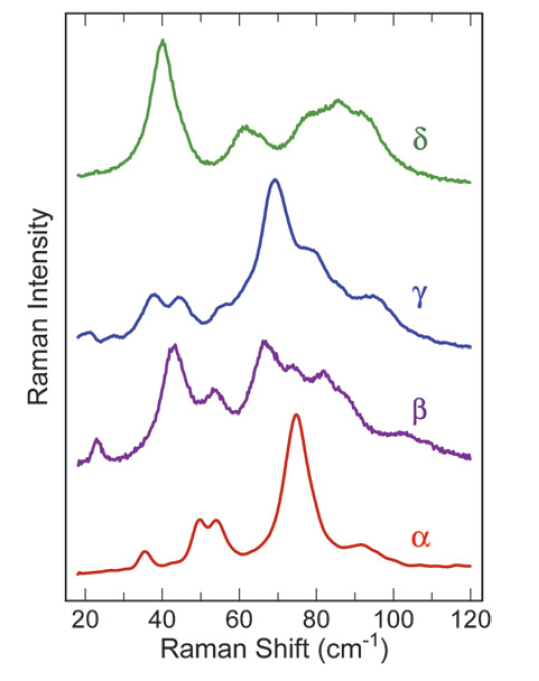 Raman Intensity
δ
γ
β
α
20 40 60 80 100 120
Raman Shift (cm⁻¹)